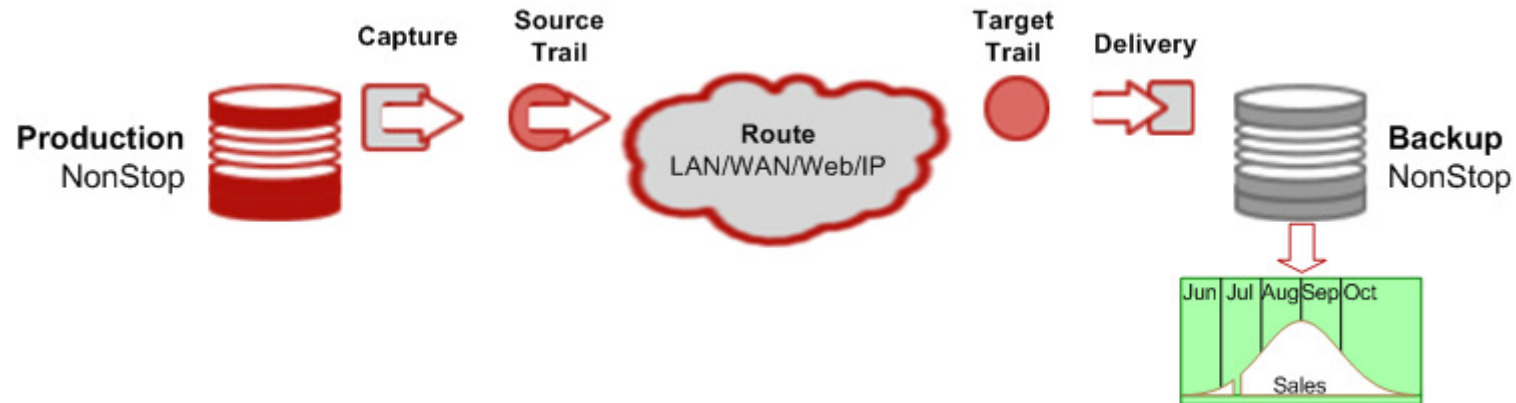 Production
NonStop
Capture
Source
Trail
Route
LAN/WAN/Web/IP
Target
Trail
Delivery
Backup
NonStop
Jun Jul Aug Sep Oct
Sales